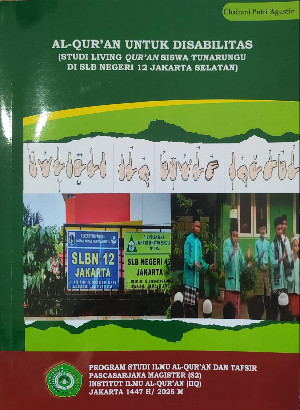 Chairani Putri Agustin
AL-QUR'AN UNTUK DISABILITAS
(STUDI LIVING QUR'AN SISWA TUNARUNGU
DI SLB NEGERI 12 JAKARTA SELATAN)
SLBN 12
JAKARTA
SLB NEGERI
JAKARTA
PROGRAM STUDI ILMU AL-QUR'AN DAN TAFSIR
PASCASARJANA MAGISTER (S2)
INSTITUT ILMU AL-QUR'AN (IIQ)
JAKARTA 1447 H/ 2025 M